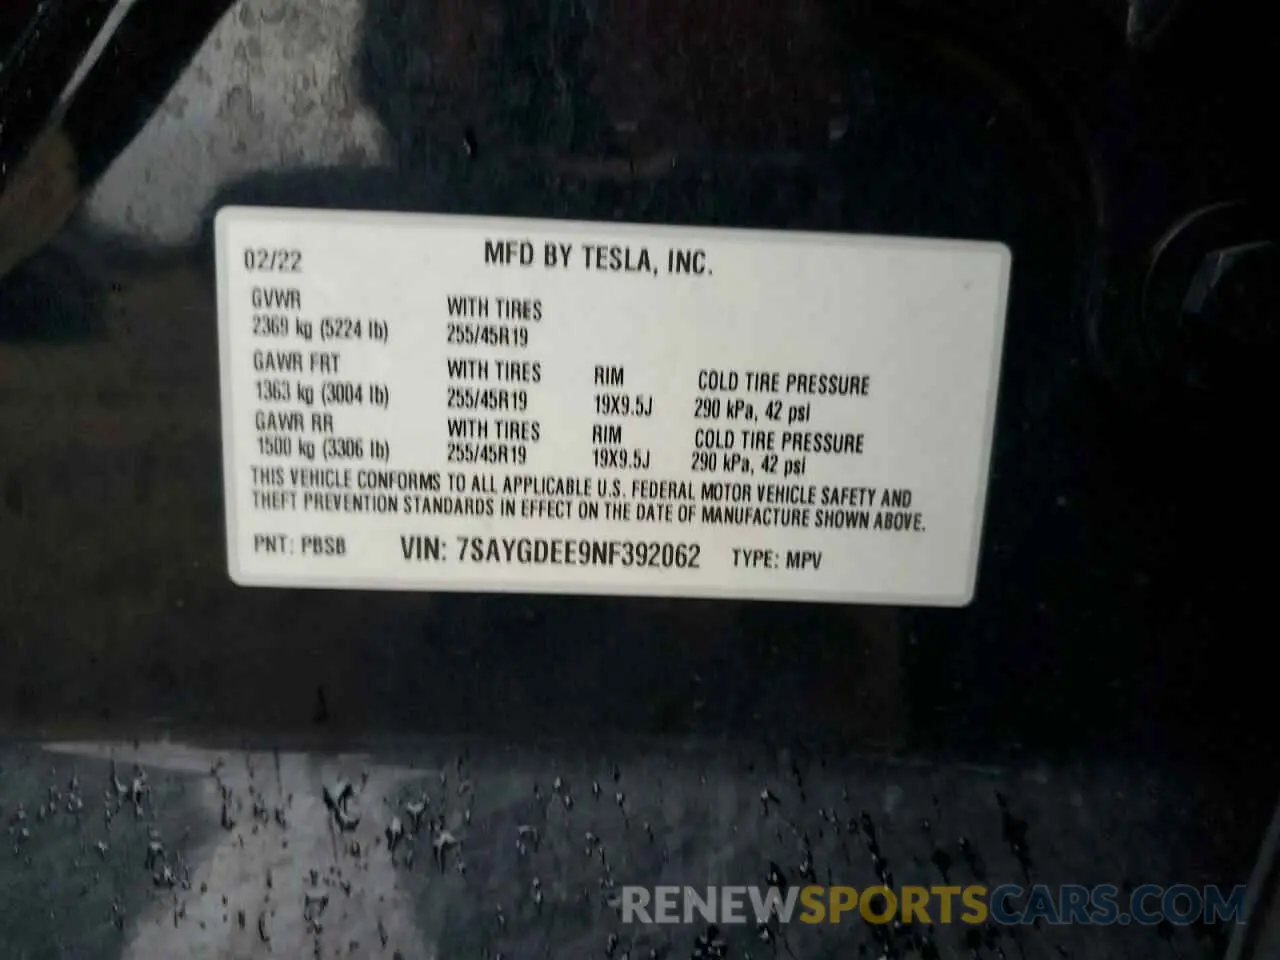 02/22 MFD BY TESLA, INC.
GVWR WITH TIRES
2369 kg (5224 lb) 255/45R19
GAWR FRT WITH TIRES RIM COLD TIRE PRESSURE
1363 kg (3004 lb) 255/45R19 19X9.5J 290 kPa, 42 psi
GAWR RR WITH TIRES RIM COLD TIRE PRESSURE
1500 kg (3306 lb) 255/45R19 19X9.5J 290 kPa, 42 psi
THIS VEHICLE CONFORMS TO ALL APPLICABLE U.S. FEDERAL MOTOR VEHICLE SAFETY AND
THEFT PREVENTION STANDARDS IN EFFECT ON THE DATE OF MANUFACTURE SHOWN ABOVE.
PNT: PBSB VIN: 7SAYGDEE9NF392062 TYPE: MPV
RENEWSPORTSCARS.COM